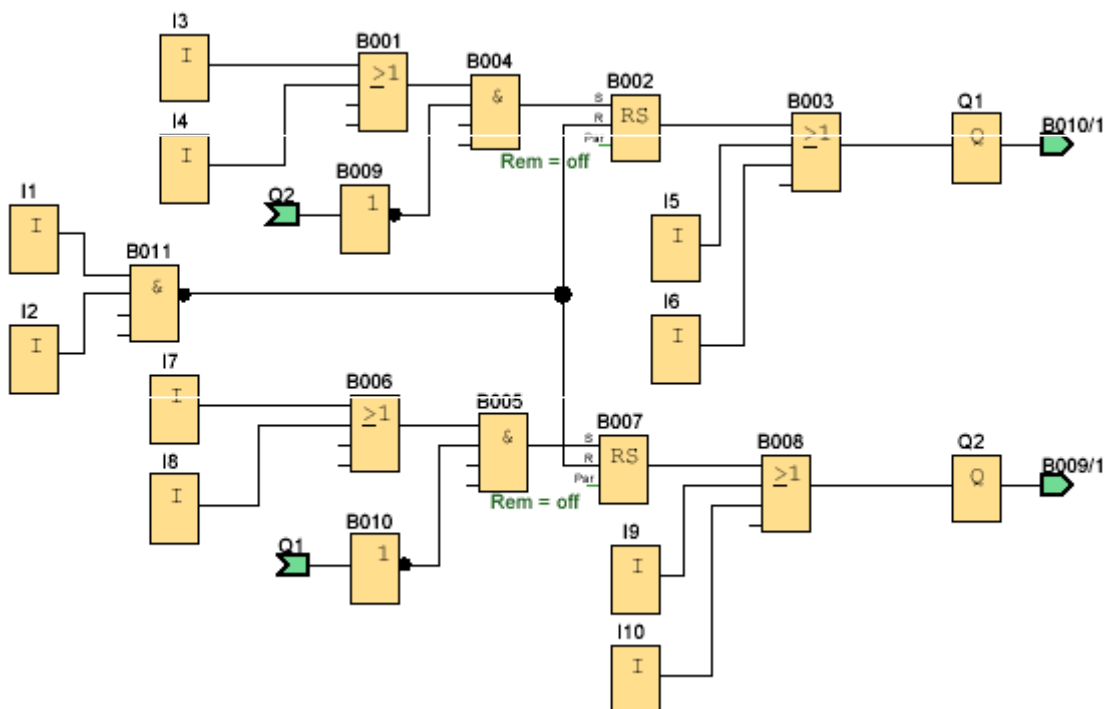 I3
I
B001
>1
B004
&
B002
S
R
Par
RS
Rem = off
B003
>1
Q1
Q
B010/1
I4
I
B009
1
Q2
I1
I
B011
&
I2
I
I5
I
I6
I
I7
I
B006
>1
B005
&
B007
S
R
Par
RS
Rem = off
B008
>1
Q2
Q
B009/1
I8
I
B010
1
Q1
I9
I
I10
I